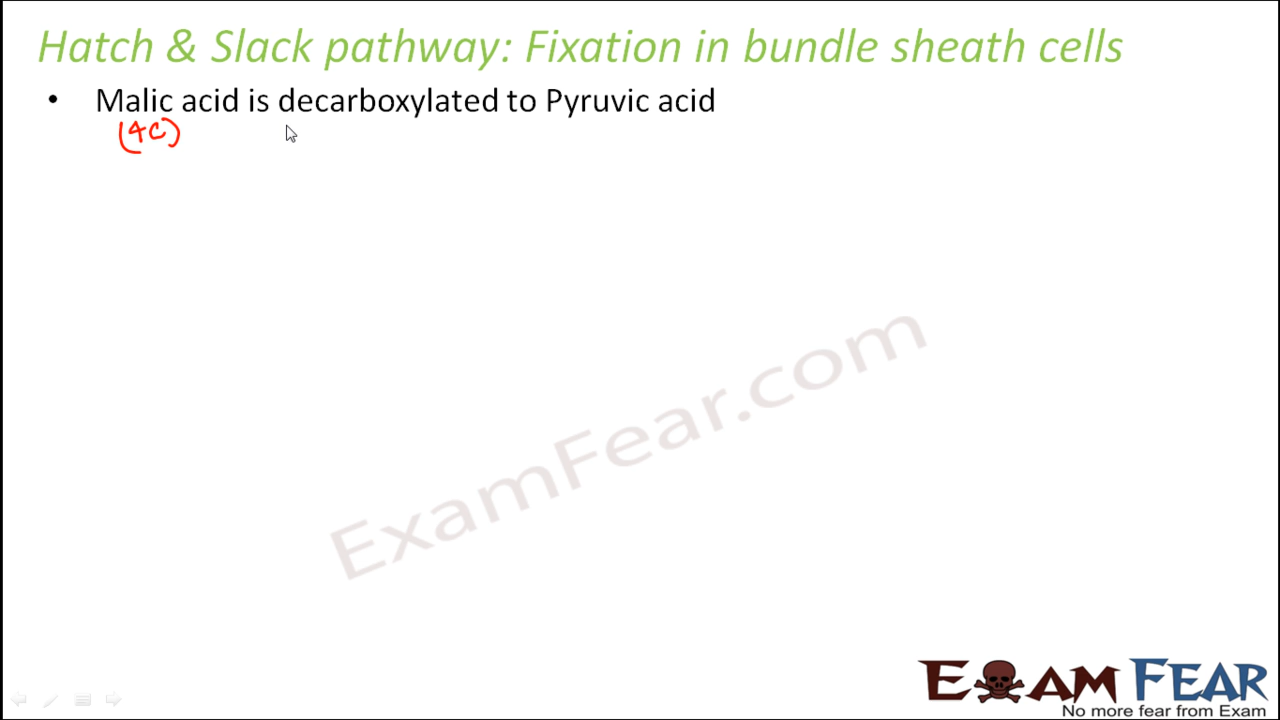 Hatch & Slack pathway: Fixation in bundle sheath cells
• Malic acid is decarboxylated to Pyruvic acid
(4C)
ExamFear.com
EXAM FEAR
No more fear from Exam